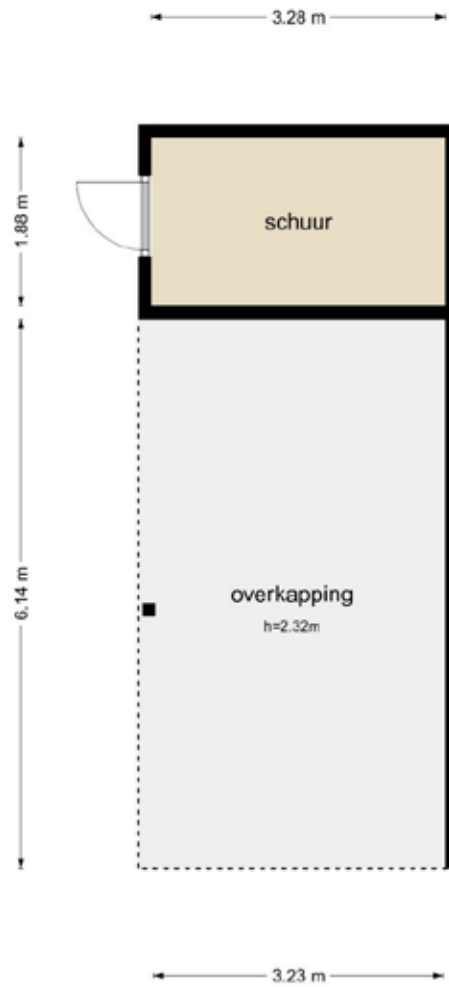 3.28 m
1.88 m
schuur
6.14 m
overkapping
h=2.32m
3.23 m